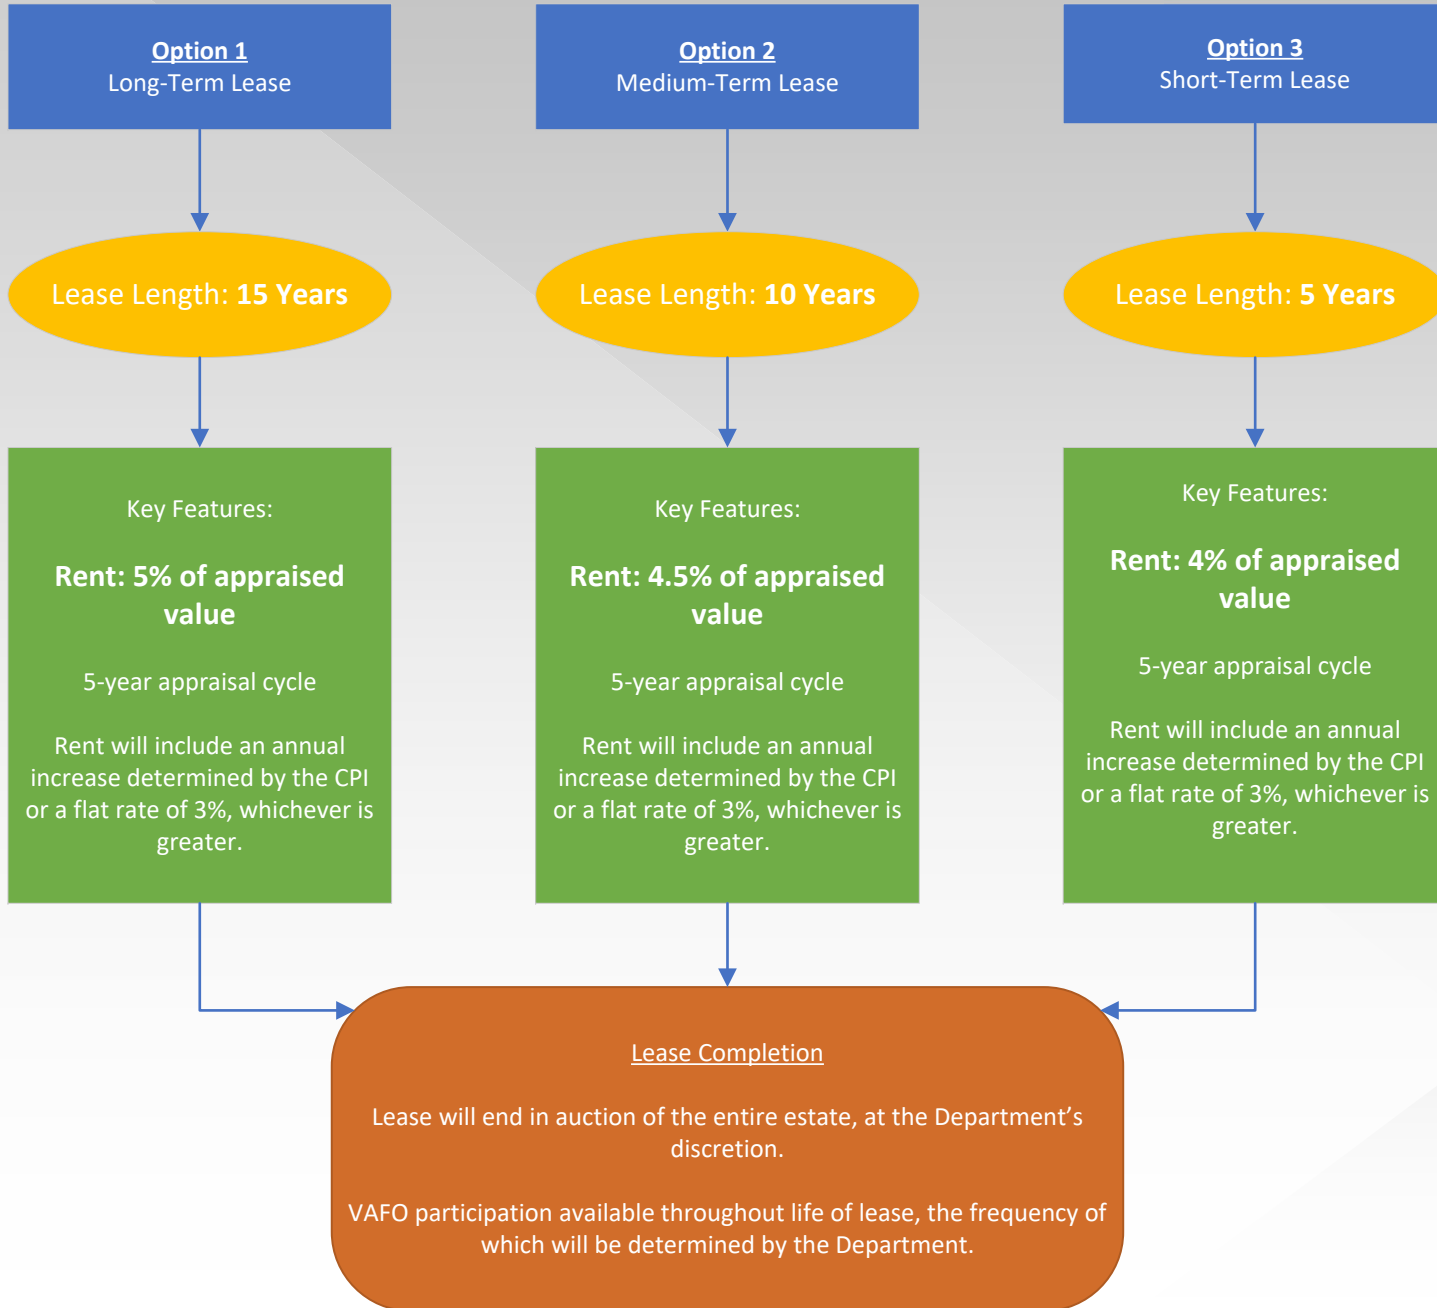 Option 1
Long-Term Lease
Option 2
Medium-Term Lease
Option 3
Short-Term Lease
Lease Length: 15 Years
Lease Length: 10 Years
Lease Length: 5 Years
Key Features:
Rent: 5% of appraised
value
5-year appraisal cycle
Rent will include an annual
increase determined by the CPI
or a flat rate of 3%, whichever is
greater.
Key Features:
Rent: 4.5% of appraised
value
5-year appraisal cycle
Rent will include an annual
increase determined by the CPI
or a flat rate of 3%, whichever is
greater.
Key Features:
Rent: 4% of appraised
value
5-year appraisal cycle
Rent will include an annual
increase determined by the CPI
or a flat rate of 3%, whichever is
greater.
Lease Completion
Lease will end in auction of the entire estate, at the Department’s
discretion.
VAFO participation available throughout life of lease, the frequency of
which will be determined by the Department.